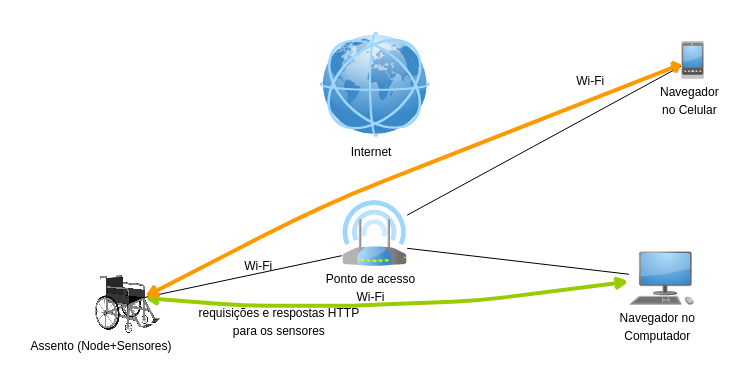 Wi-Fi
Navegador
no Celular
Internet
Wi-Fi
Ponto de acesso
Wi-Fi
requisições e respostas HTTP
para os sensores
Navegador no
Computador
Assento (Node+Sensores)